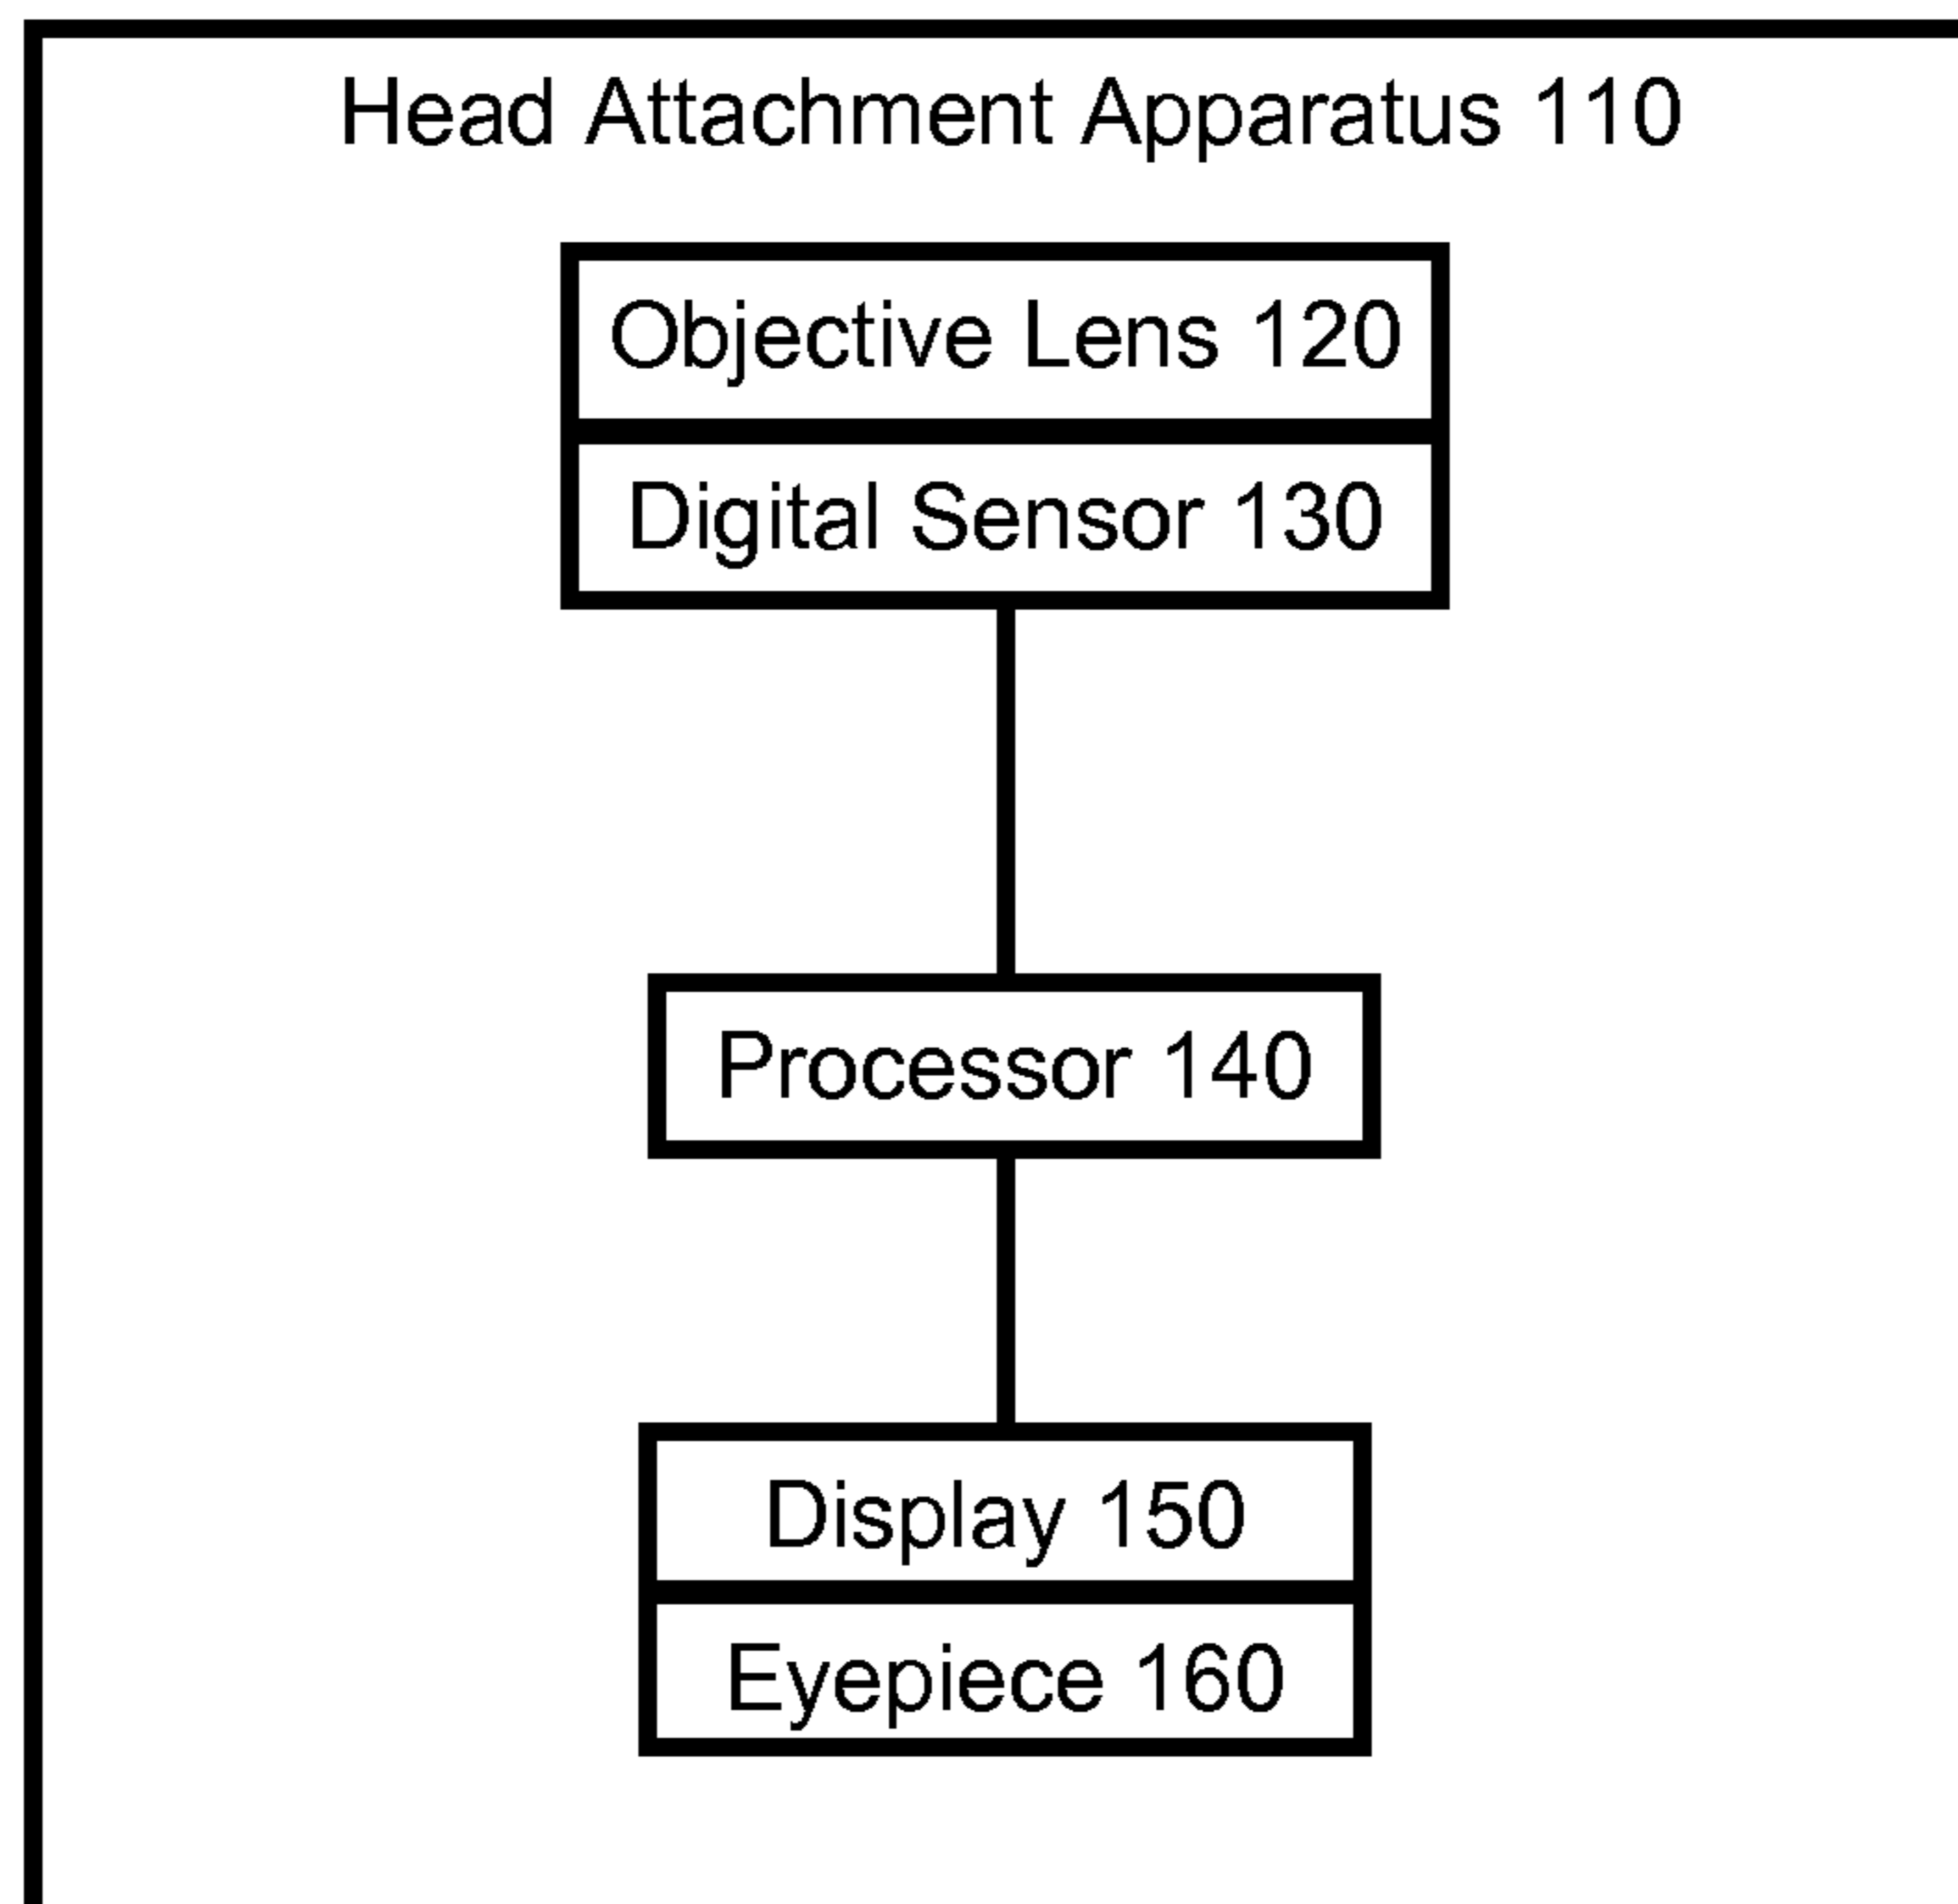 Head Attachment Apparatus 110
Objective Lens 120
Digital Sensor 130
Processor 140
Display 150
Eyepiece 160